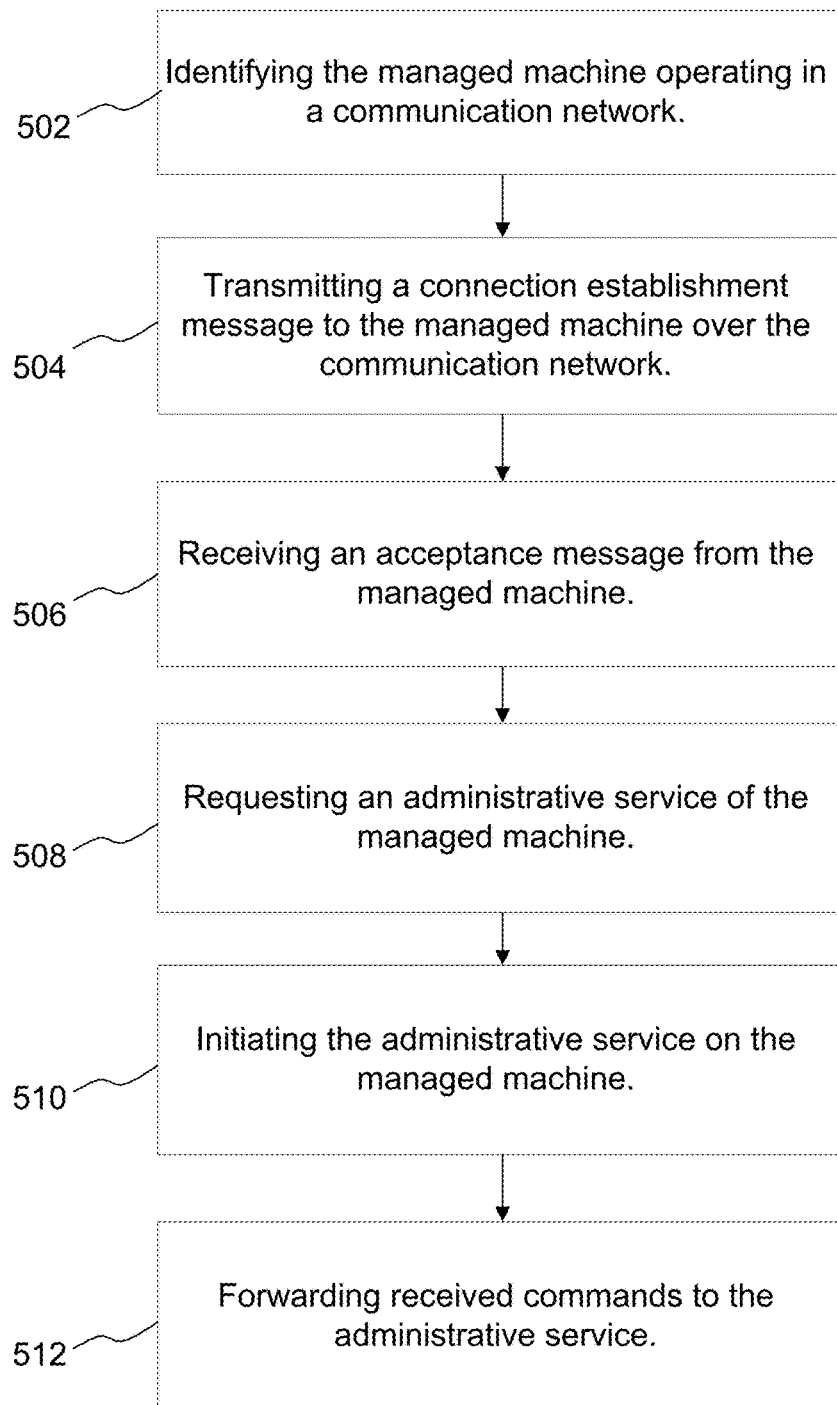 Identifying the managed machine operating in
a communication network.
502
Transmitting a connection establishment
message to the managed machine over the
communication network.
504
Receiving an acceptance message from the
managed machine.
506
Requesting an administrative service of the
managed machine.
508
Initiating the administrative service on the
managed machine.
510
Forwarding received commands to the
administrative service.
512